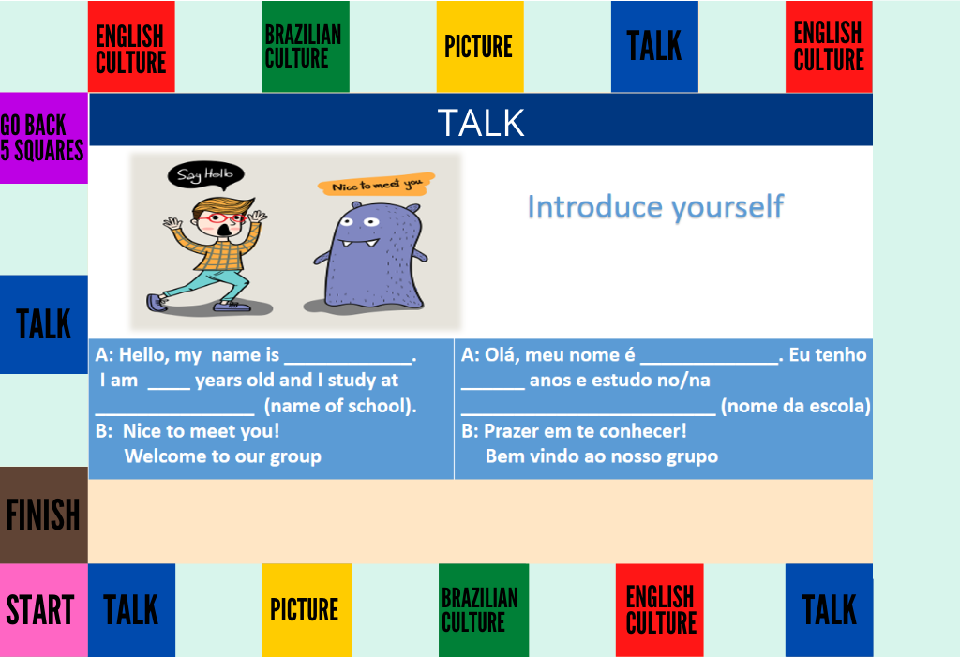 ENGLISH
CULTURE
BRAZILIAN
CULTURE
PICTURE
TALK
ENGLISH
CULTURE
GO BACK
5 SQUARES
TALK
Say Hello
Nice to meet you
Introduce yourself
TALK
A: Hello, my name is ____________.
I am ____ years old and I study at
_______________ (name of school).
B: Nice to meet you!
Welcome to our group
A: Olá, meu nome é _____________. Eu tenho
______ anos e estudo no/na
________________________ (nome da escola)
B: Prazer em te conhecer!
Bem vindo ao nosso grupo
FINISH
START
TALK
PICTURE
BRAZILIAN
CULTURE
ENGLISH
CULTURE
TALK